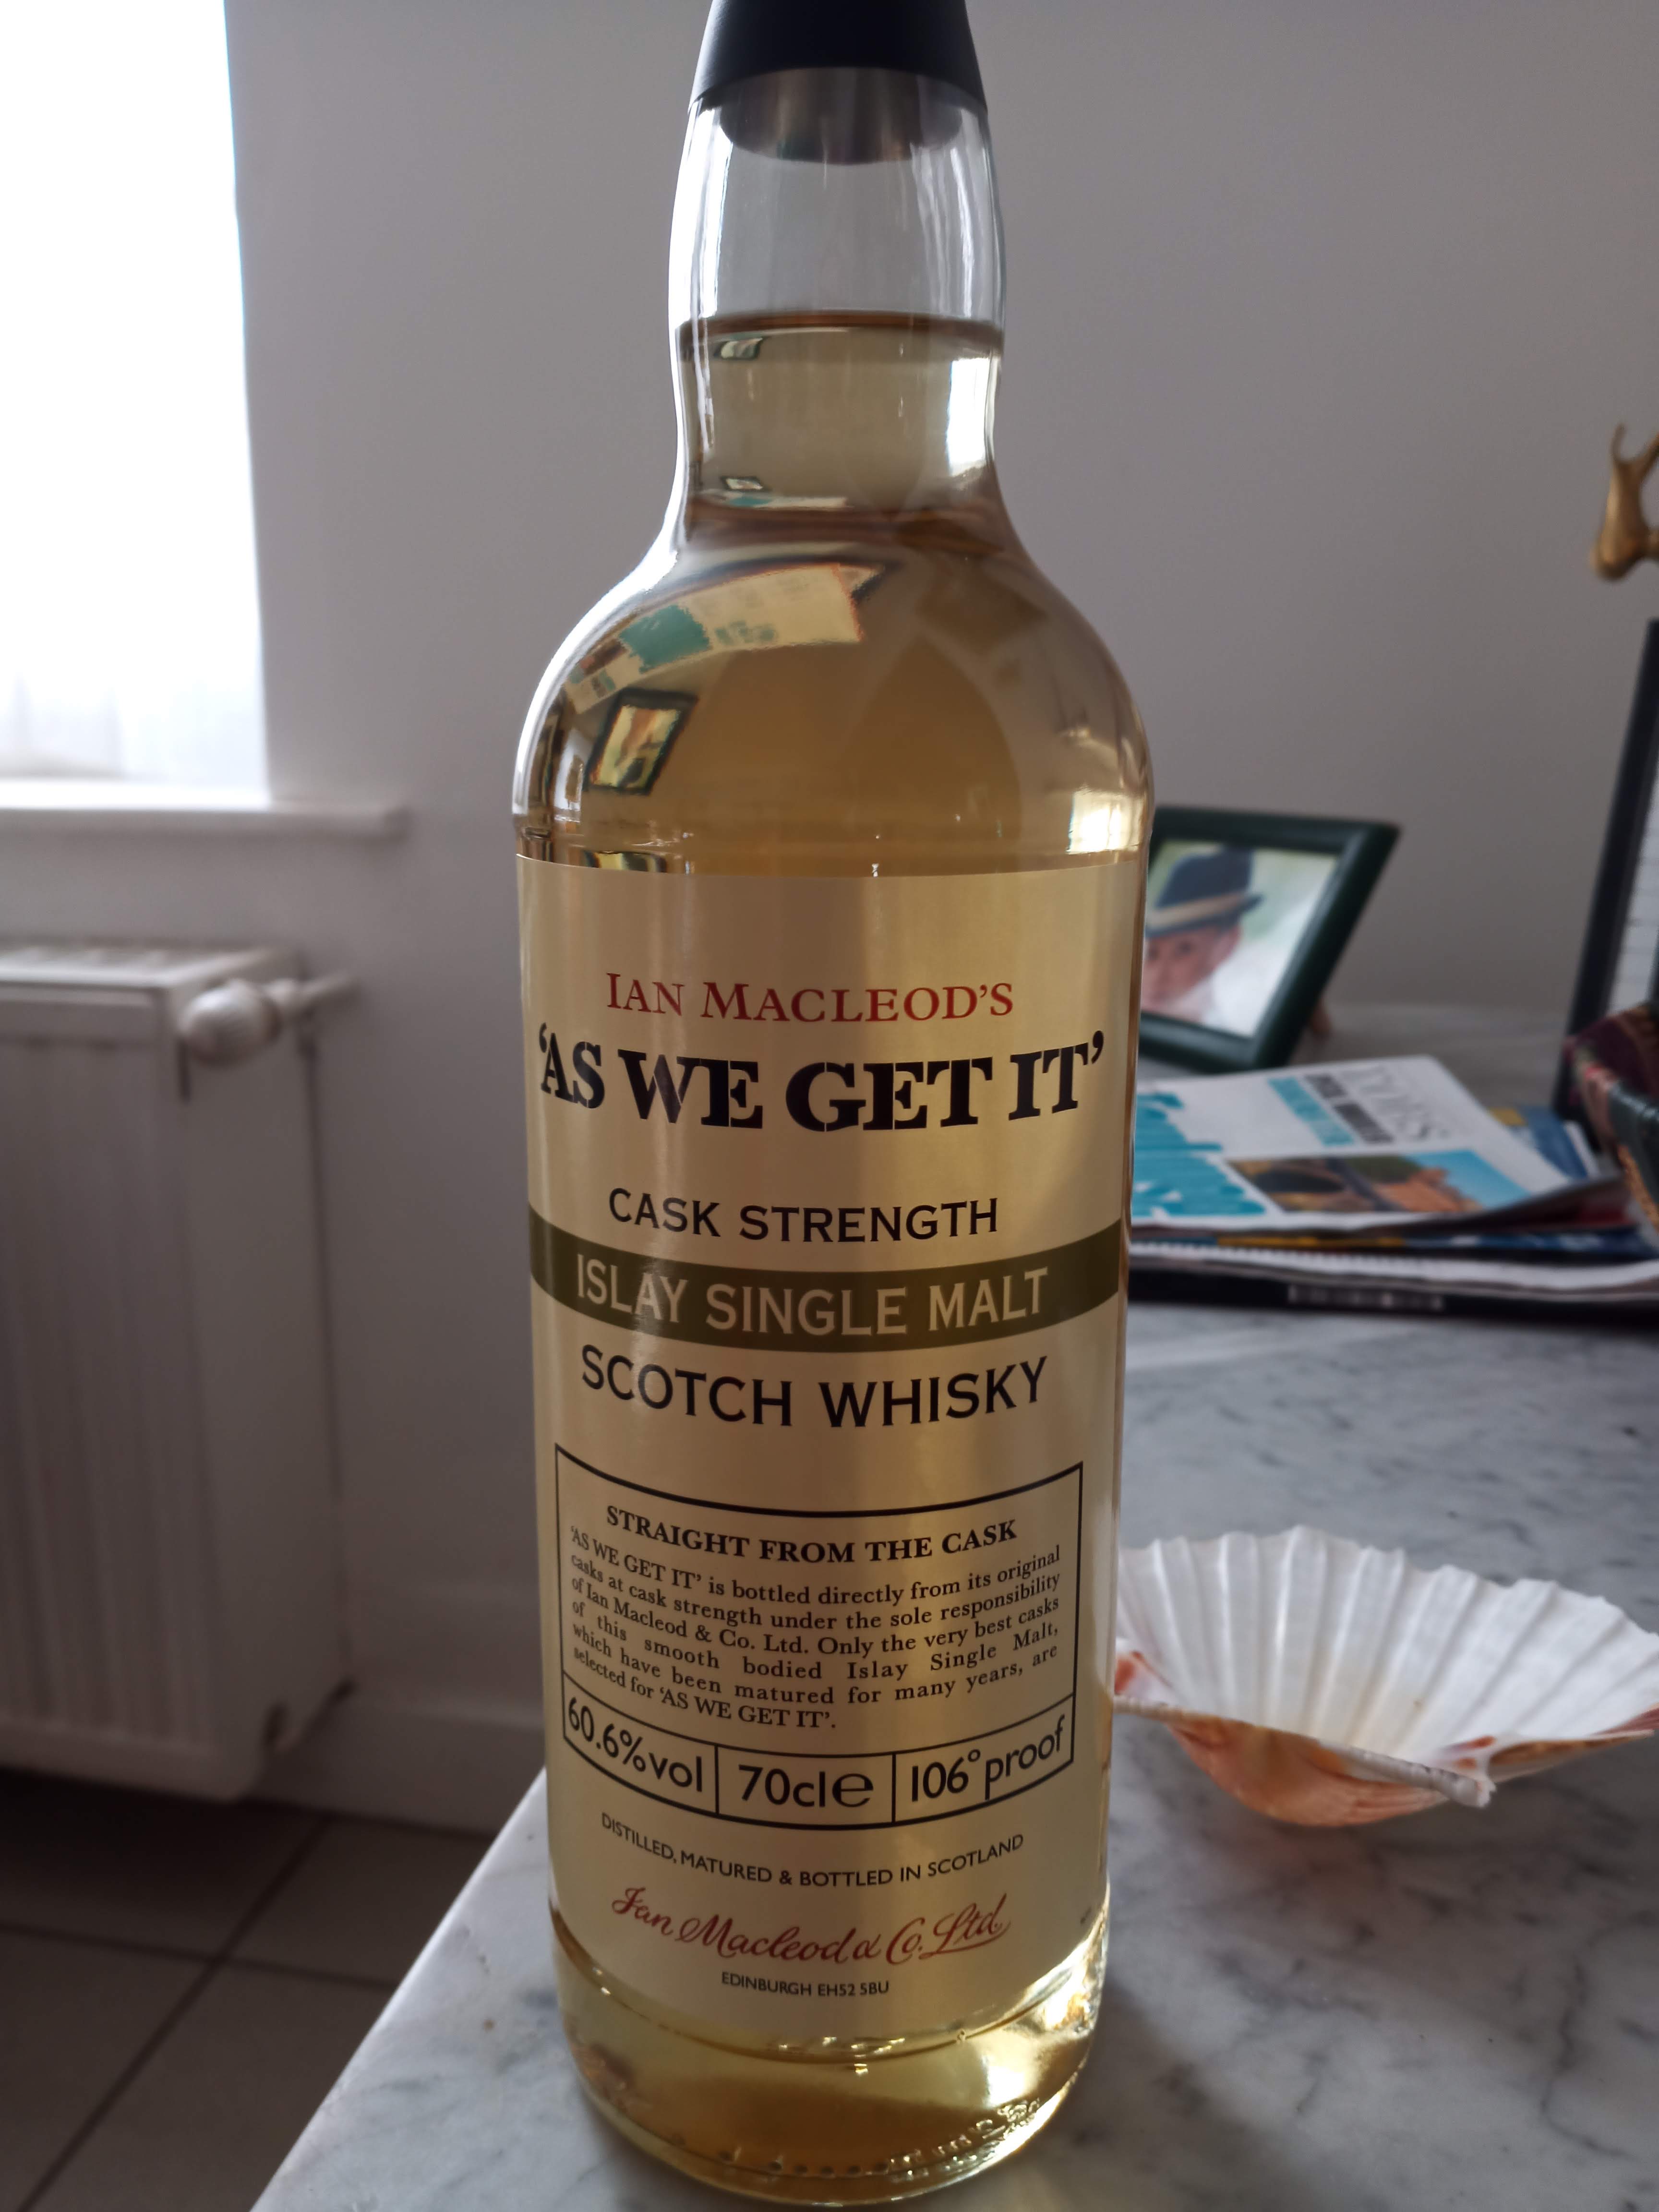 IAN MACLEOD'S
'AS WE GET IT'
CASK STRENGTH
ISLAY SINGLE MALT
SCOTCH WHISKY
STRAIGHT FROM THE CASK
'AS WE GET IT' is bottled directly from its original
casks at cask strength under the sole responsibility
of Ian Macleod & Co. Ltd. Only the very best casks
of this smooth bodied Islay Single Malt,
which have been matured for many years, are
selected for 'AS WE GET IT'.
60.6%vol 70cl℮ 106°proof
DISTILLED, MATURED & BOTTLED IN SCOTLAND
Ian Macleod & Co. Ltd.
EDINBURGH EH52 5BU